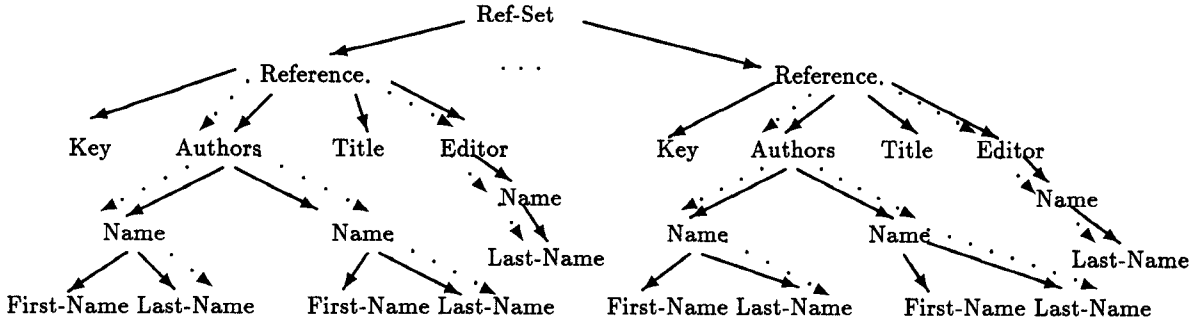 Ref-Set
Reference . . . Reference
Key Authors Title Editor Key Authors Title Editor
Name Name
Name Name Name Name
Last-Name Last-Name
First-Name Last-Name First-Name Last-Name First-Name Last-Name First-Name Last-Name